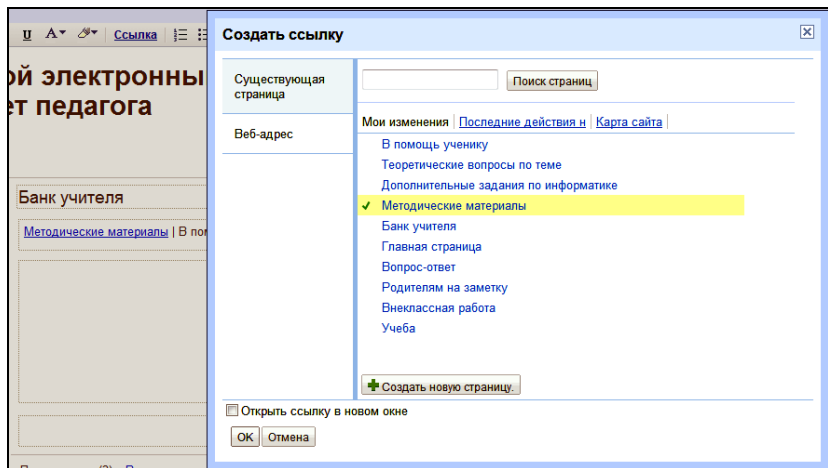 U A Ссылка
ой электронны
ет педагога
Банк учителя
Методические материалы | В пом
Создать ссылку
Существующая
страница
Веб-адрес
Поиск страниц
Мои изменения | Последние действия н | Карта сайта |
В помощь ученику
Теоретические вопросы по теме
Дополнительные задания по информатике
Методические материалы
Банк учителя
Главная страница
Вопрос-ответ
Родителям на заметку
Внеклассная работа
Учеба
Создать новую страницу.
Открыть ссылку в новом окне
OK Отмена